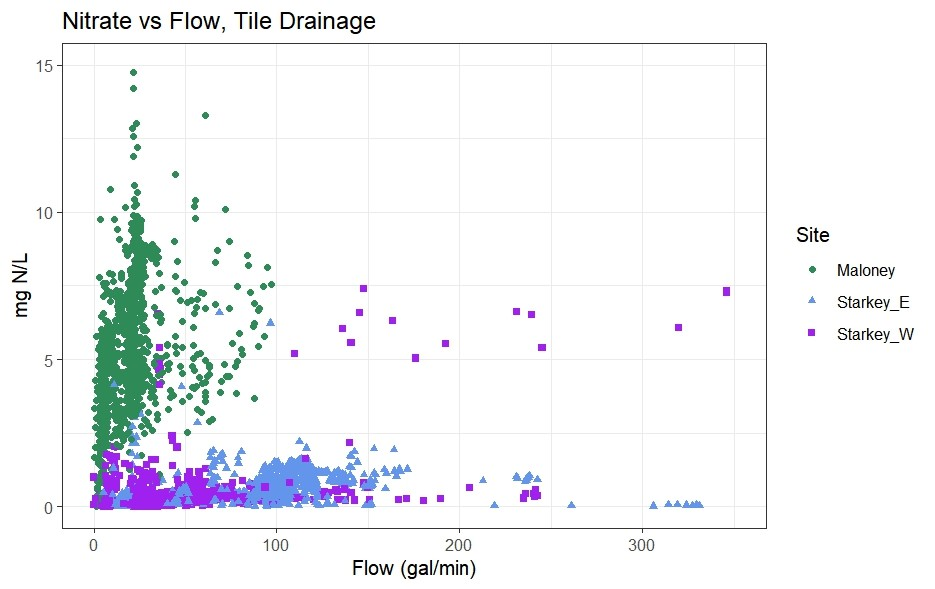 Nitrate vs Flow, Tile Drainage
15
10
5
0
mg N/L
0 100 200 300
Flow (gal/min)
Site
Maloney
Starkey_E
Starkey_W